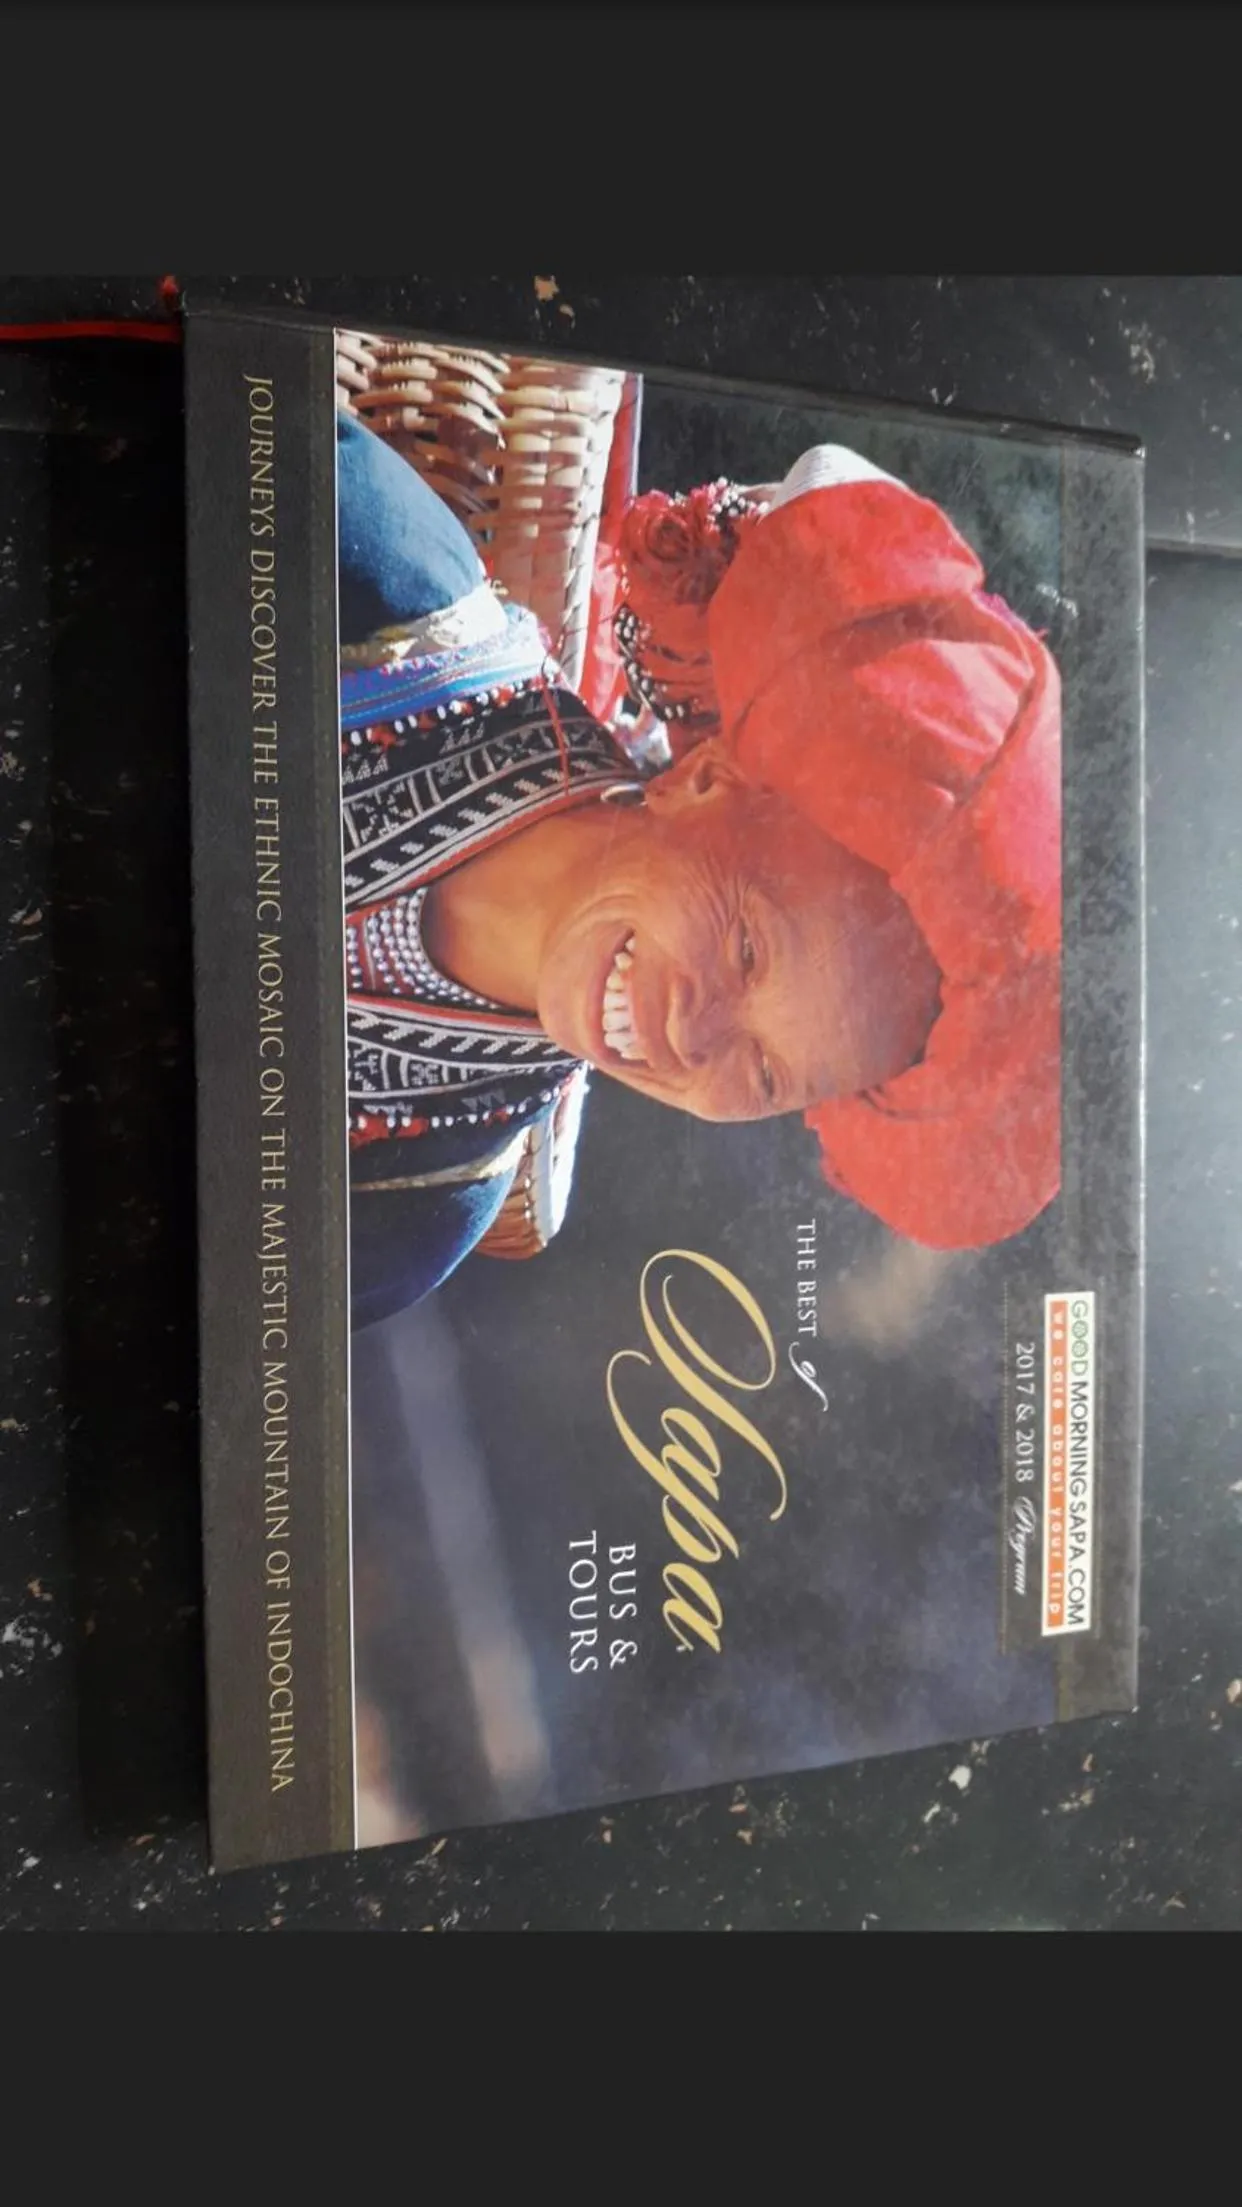 GOODMORNINGSAPA.COM
we care about your trip
2017 & 2018 Program
THE BEST of
Sapa
BUS &
TOURS
JOURNEYS DISCOVER THE ETHNIC MOSAIC ON THE MAJESTIC MOUNTAIN OF INDOCHINA